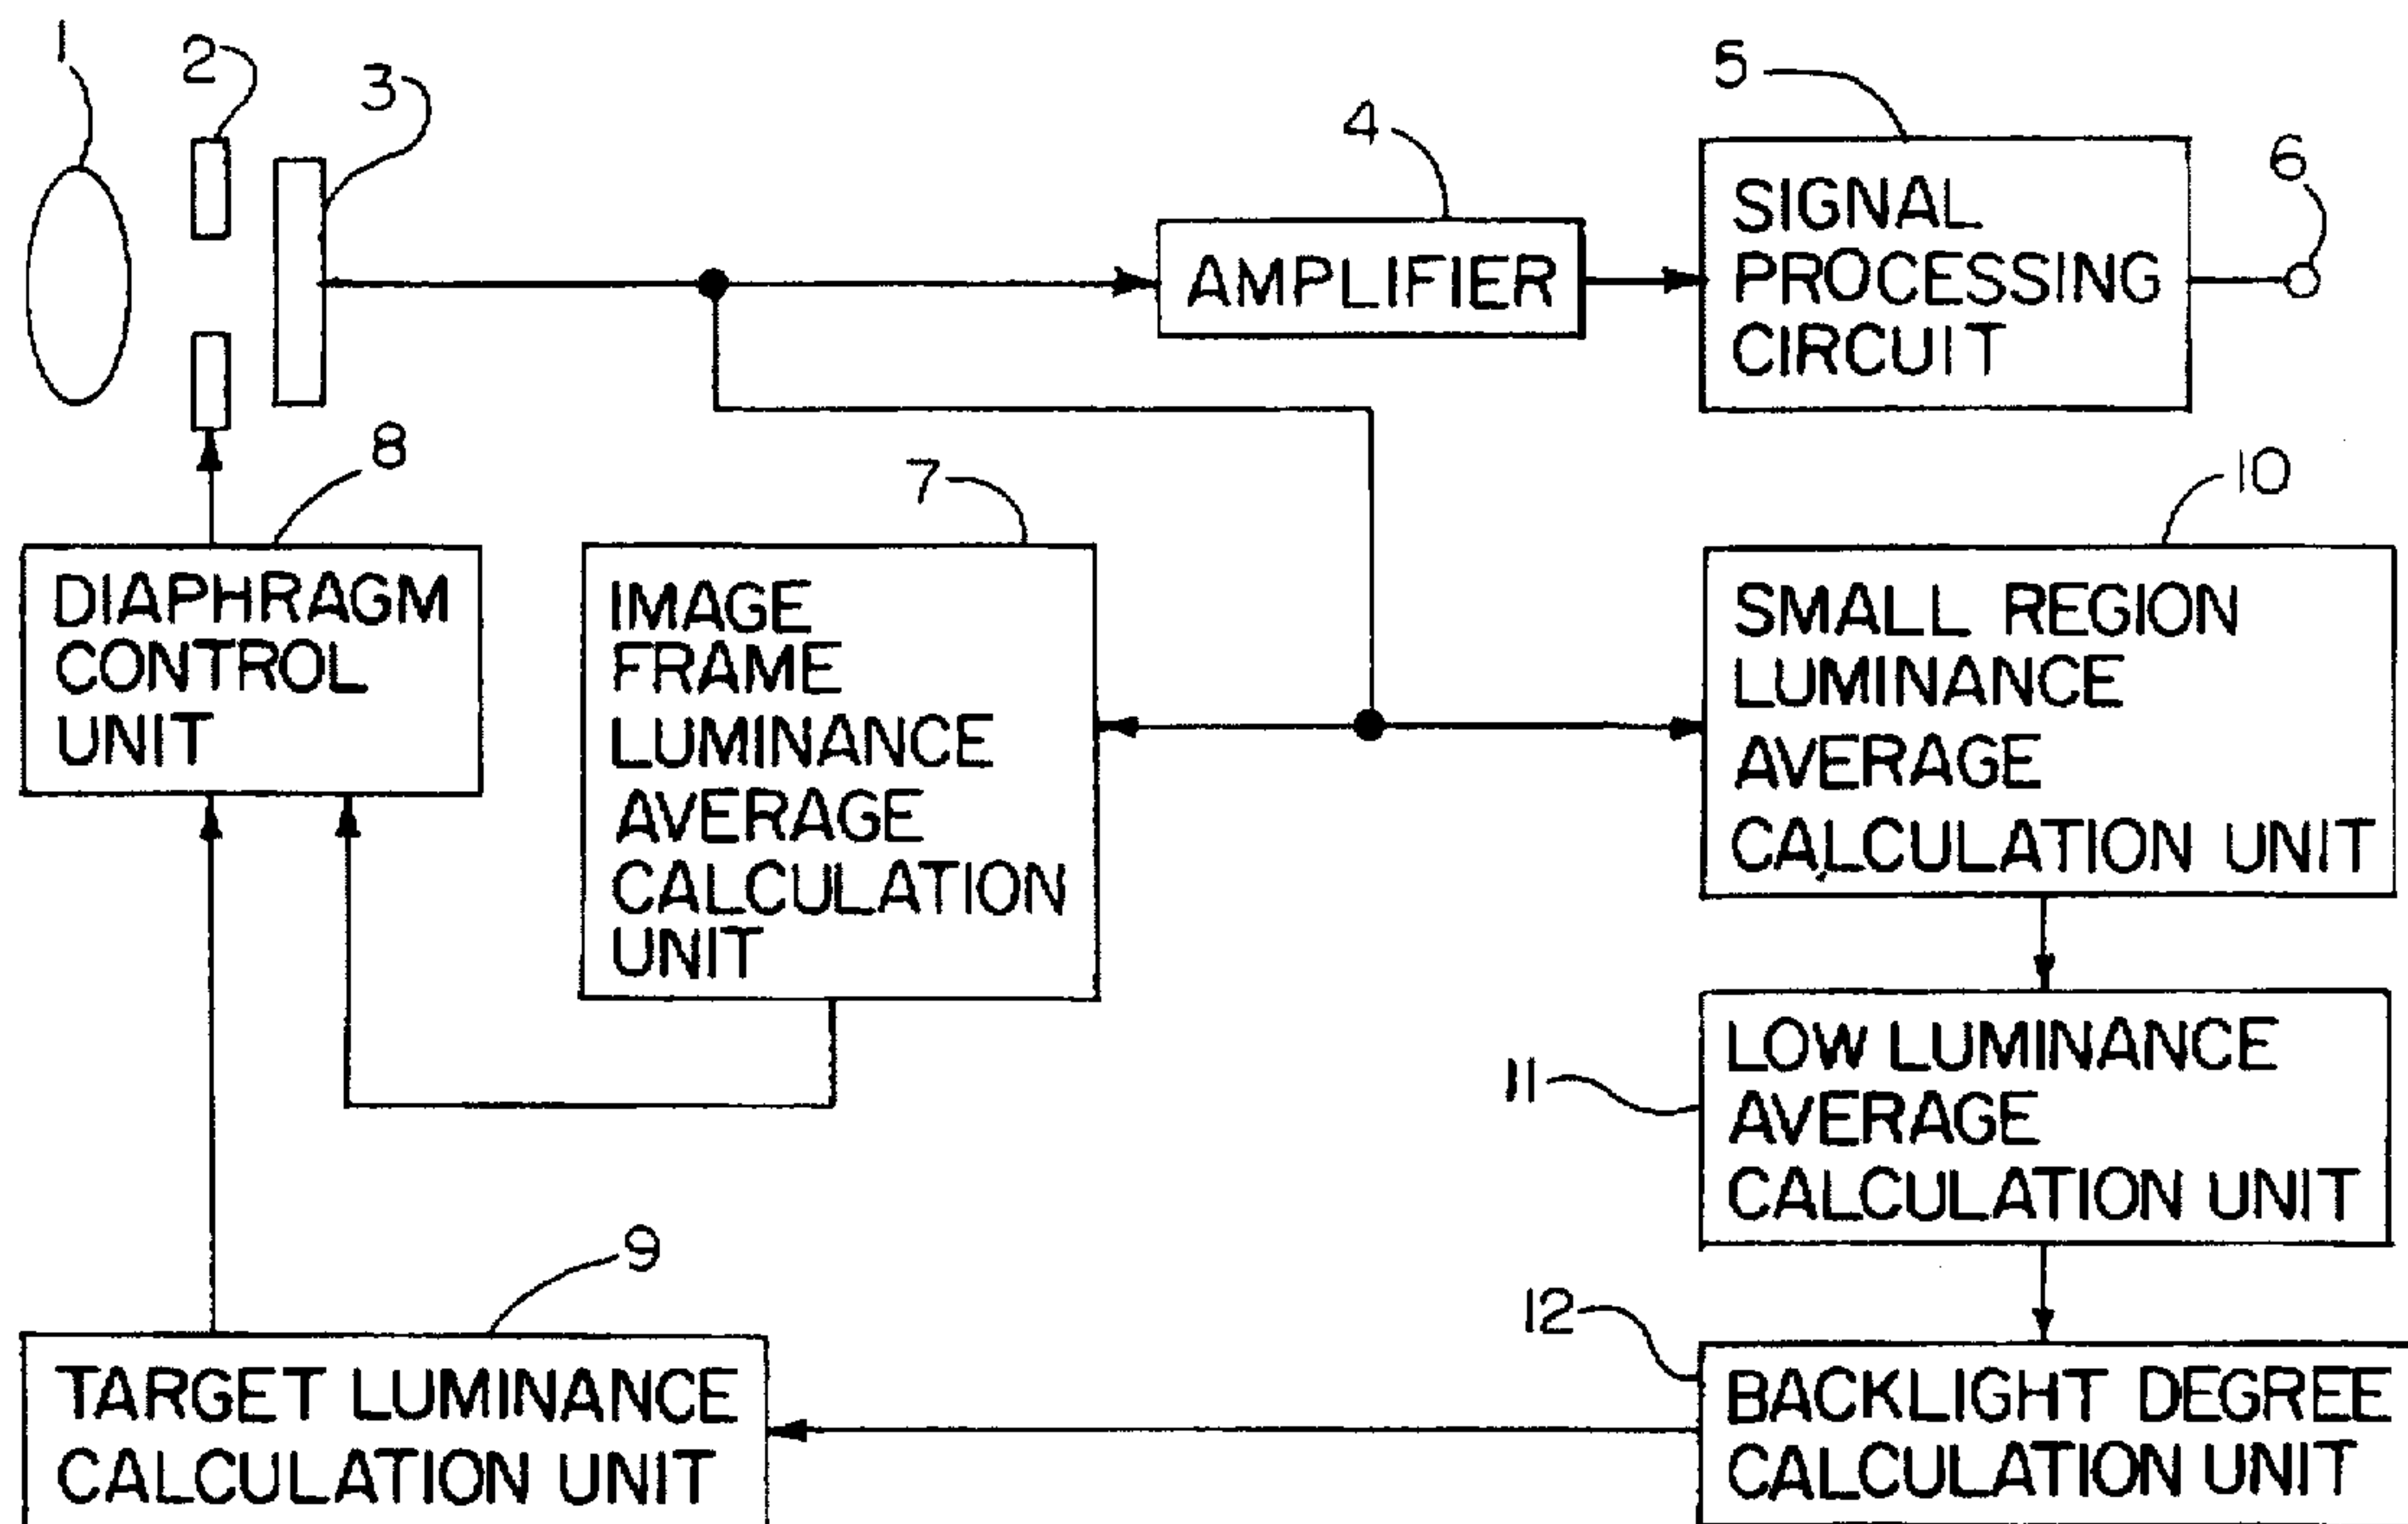 1
2
3
4
5
6
AMPLIFIER
SIGNAL
PROCESSING
CIRCUIT
8
7
10
DIAPHRAGM
CONTROL
UNIT
IMAGE
FRAME
LUMINANCE
AVERAGE
CALCULATION
UNIT
SMALL REGION
LUMINANCE
AVERAGE
CALCULATION UNIT
11
LOW LUMINANCE
AVERAGE
CALCULATION UNIT
9
12
TARGET LUMINANCE
CALCULATION UNIT
BACKLIGHT DEGREE
CALCULATION UNIT